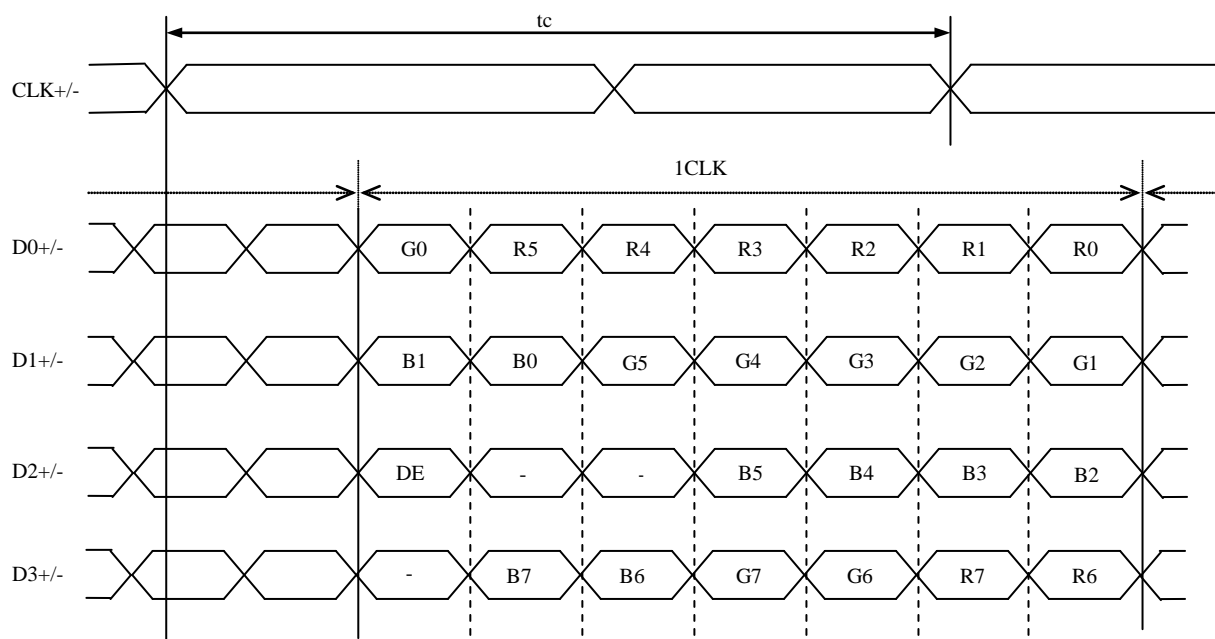 tc
CLK+/-
1CLK
D0+/- G0 R5 R4 R3 R2 R1 R0
D1+/- B1 B0 G5 G4 G3 G2 G1
D2+/- DE - - B5 B4 B3 B2
D3+/- - B7 B6 G7 G6 R7 R6